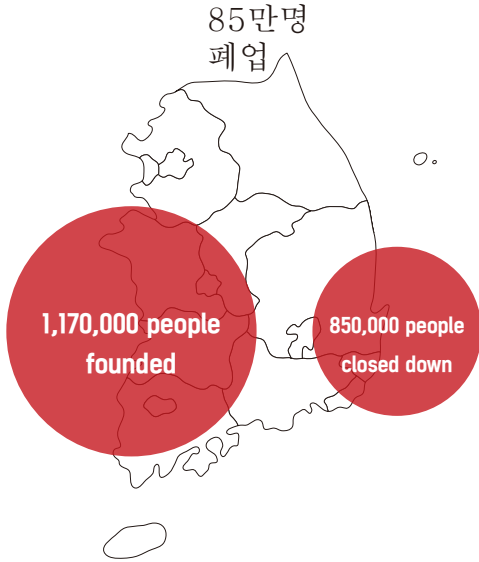 85만명
폐업
1,170,000 people
founded
850,000 people
closed down